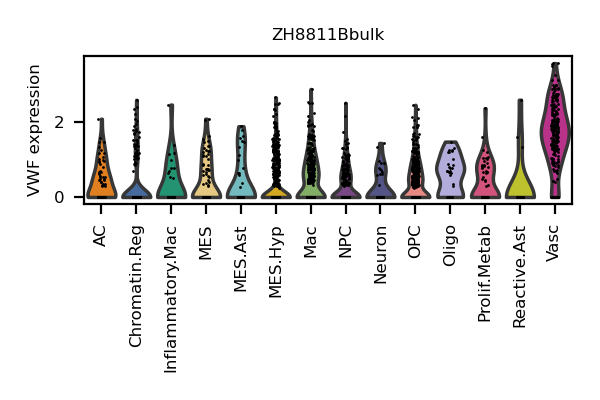 ZH8811Bbulk
VWF expression
2
0
AC
Chromatin.Reg
Inflammatory.Mac
MES
MES.Ast
MES.Hyp
Mac
NPC
Neuron
OPC
Oligo
Prolif.Metab
Reactive.Ast
Vasc